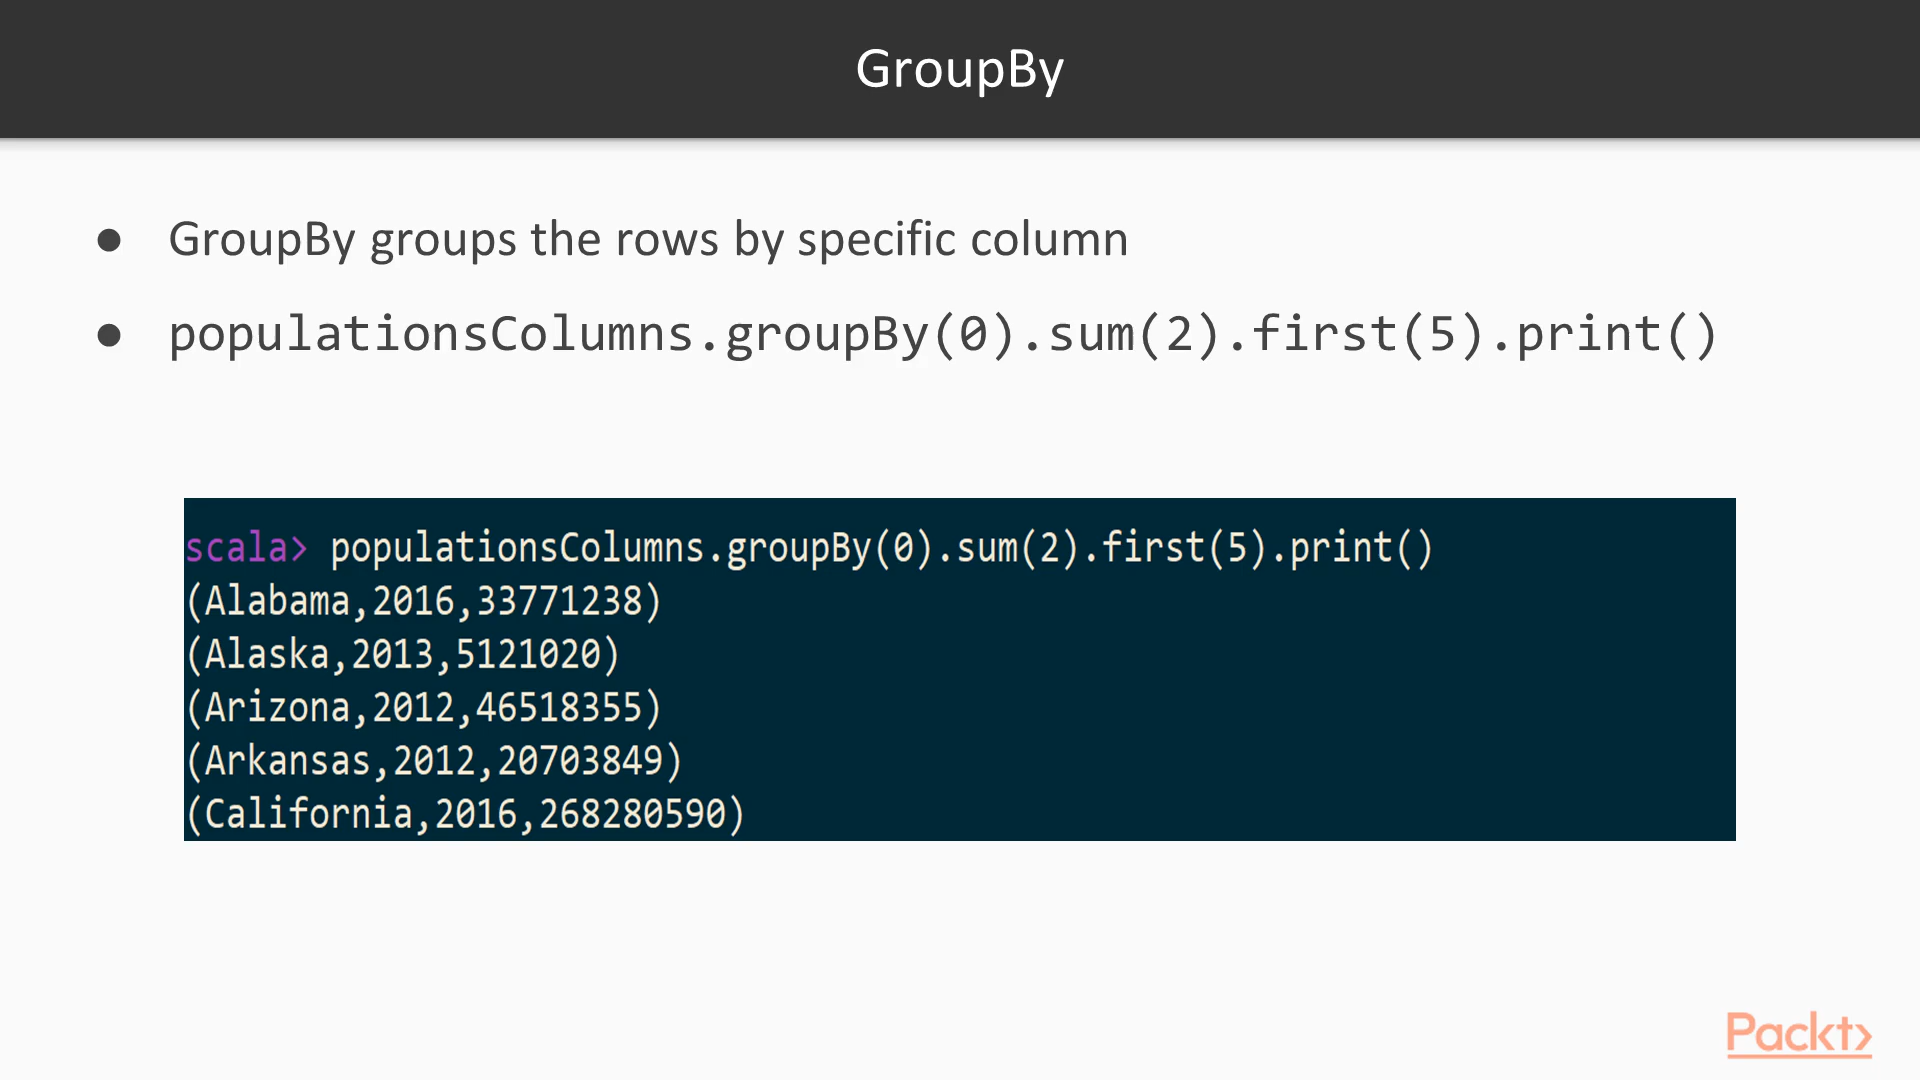 GroupBy
● GroupBy groups the rows by specific column
● populationsColumns.groupBy(0).sum(2).first(5).print()
scala> populationsColumns.groupBy(0).sum(2).first(5).print()
(Alabama,2016,33771238)
(Alaska,2013,5121020)
(Arizona,2012,46518355)
(Arkansas,2012,20703849)
(California,2016,268280590)
Packt>